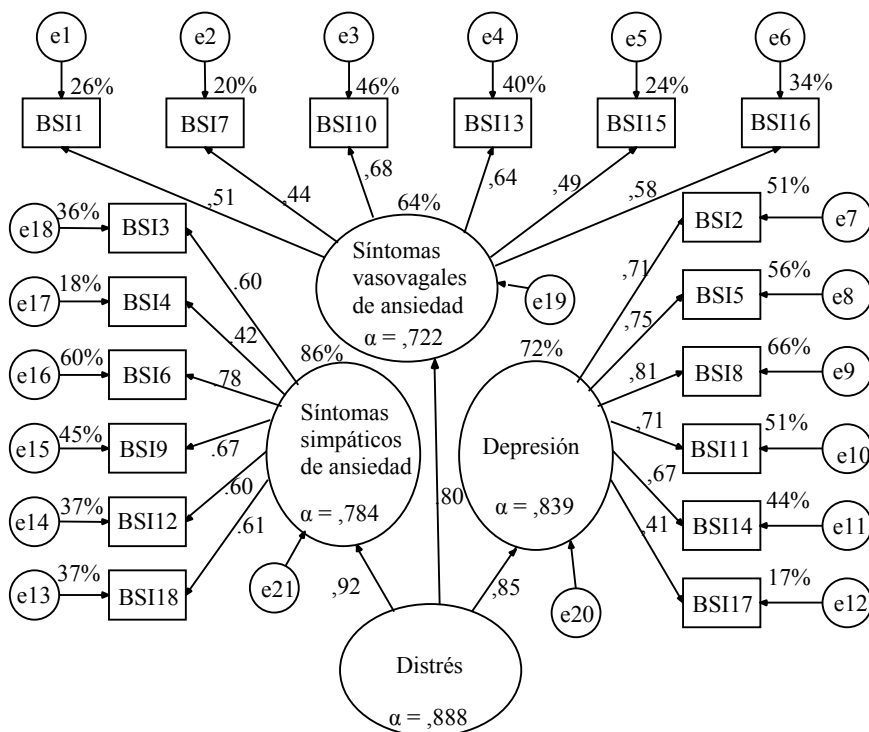 e1 e2 e3 e4 e5 e6
26% 20% 46% 40% 24% 34%
BSI1 BSI7 BSI10 BSI13 BSI15 BSI16
,51 ,44 ,68 ,64 ,49 ,58
64%
e18 36% BSI3
51% BSI2 e7
Síntomas
vasovagales
de ansiedad
α = ,722
e19
e17 18% BSI4
56% BSI5 e8
.60 .42 .78 .67 .60 .61
,71 ,75 ,81 ,71 ,67 ,41
86%
72%
e16 60% BSI6
66% BSI8 e9
Síntomas
simpáticos
de ansiedad
α = ,784
Depresión
α = ,839
e15 45% BSI9
51% BSI11 e10
e14 37% BSI12
44% BSI14 e11
e13 37% BSI18
17% BSI17 e12
e21
e20
,92 ,80 ,85
Distrés
α = ,888